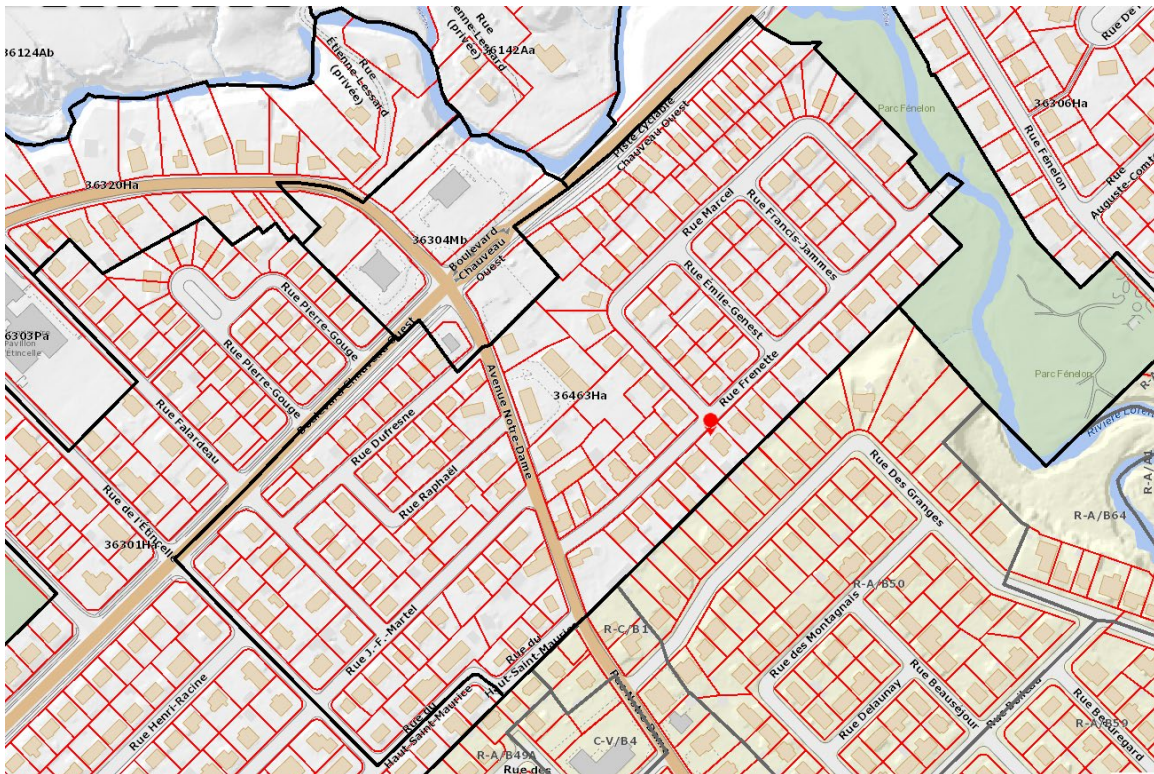 36124Ab
Rue
Étienne-Lessard
(privée)
Rue
Étienne-Lessard
(privée)
36142Aa
Rue De
Parc Fénelon
36306Ha
Rue Fénelon
Rue
Auguste-Comte
Piste Cyclable
Chauveau Ouest
36320Ha
36304Mb
Boulevard
Chauveau
Ouest
Rue Marcel
Rue Francis-Jammes
Rue Émile-Genest
Rue Frenette
Rue Pierre-Gouge
Rue Pierre-Gouge
36303Pa
Pavillon
l'Étincelle
Boulevard Chauveau Ouest
Rue Falardeau
Rue Dufresne
Rue Raphaël
Avenue Notre-Dame
36463Ha
Parc Fénelon
Rivière Lorette
R-A
R-A/A1
R-A/B64
Rue Des Granges
Rue de l'Étincelle
36301Ha
R-A/B50
Rue J.-F.-Martel
Rue du
Haut-Saint-Maurice
R-C/B1
Rue des Montagnais
Rue Henri-Racine
Rue du
Haut-Saint-Maurice
Rue Notre-Dame
Rue Delaunay
Rue Beauséjour
Rue Boileau
Rue Beauregard
R-A/B59
R-A/B49A
C-V/B4
Rue des